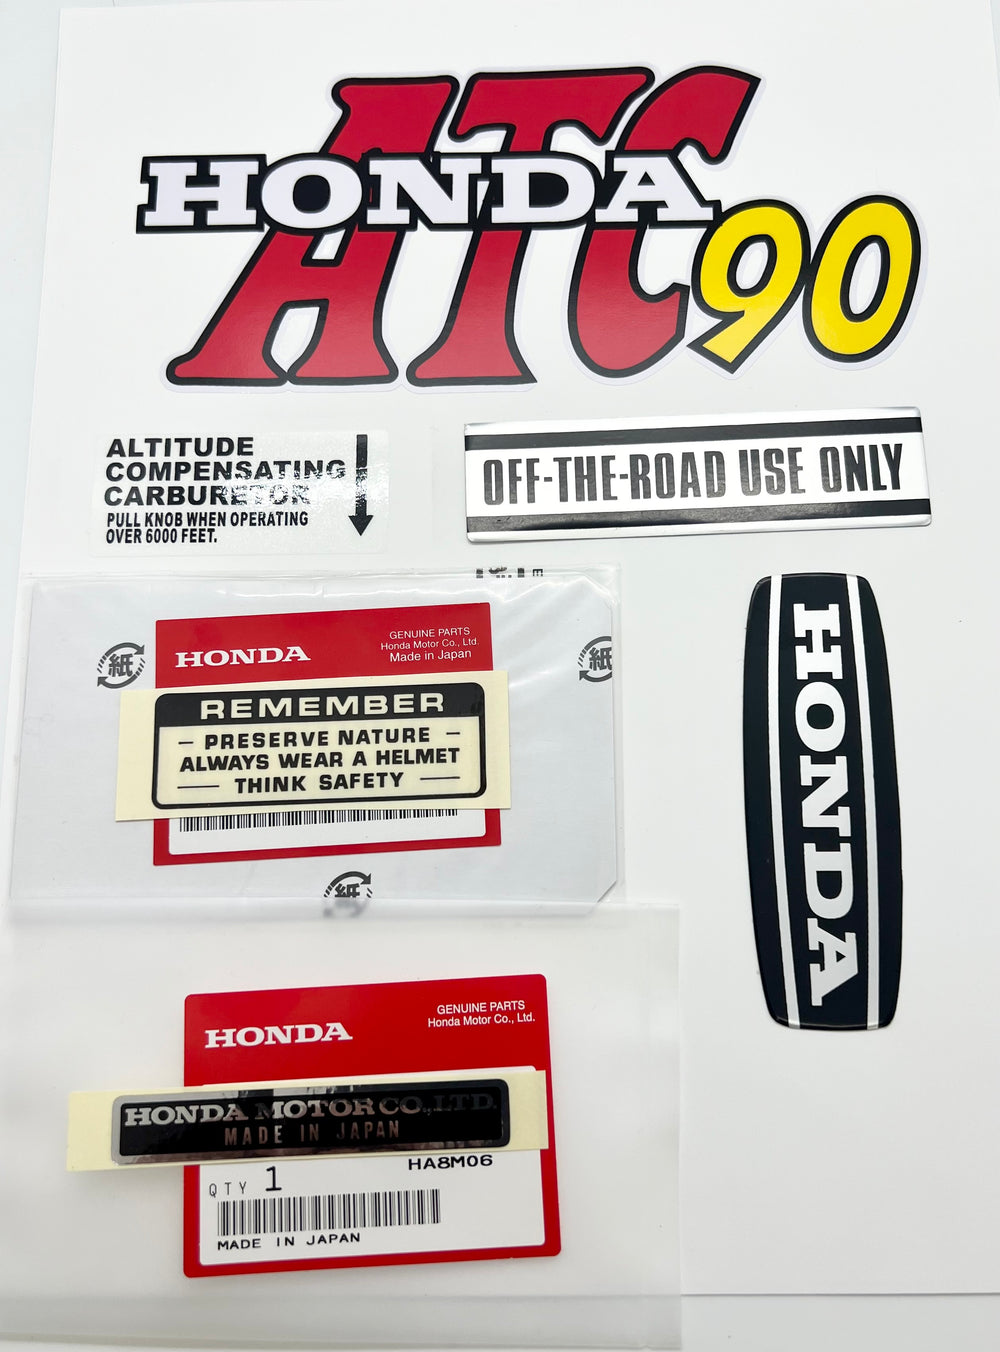 ATC
HONDA
90
ALTITUDE
COMPENSATING
CARBURETOR
PULL KNOB WHEN OPERATING
OVER 6000 FEET.
OFF-THE-ROAD USE ONLY
紙
紙
HONDA
GENUINE PARTS
Honda Motor Co., Ltd.
Made in Japan
REMEMBER
– PRESERVE NATURE –
ALWAYS WEAR A HELMET
— THINK SAFETY —
紙
HONDA
HONDA
GENUINE PARTS
Honda Motor Co., Ltd.
HONDA MOTOR CO., LTD.
MADE IN JAPAN
HA8M06
QTY 1
MADE IN JAPAN